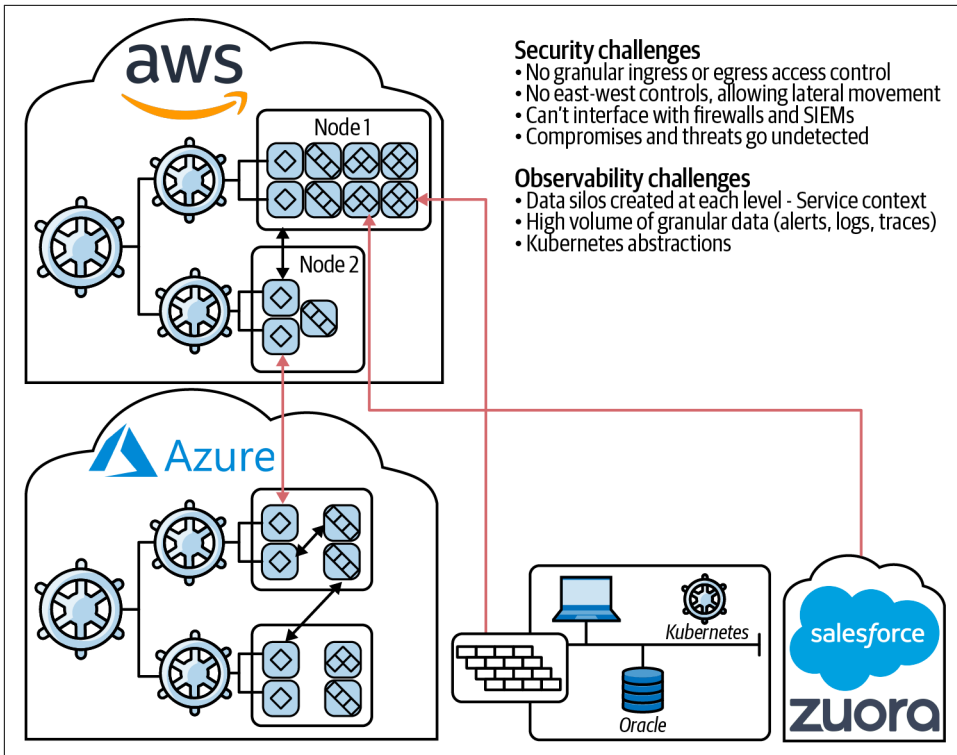 aws
Node 1
Node 2
Security challenges
• No granular ingress or egress access control
• No east-west controls, allowing lateral movement
• Can't interface with firewalls and SIEMs
• Compromises and threats go undetected
Observability challenges
• Data silos created at each level - Service context
• High volume of granular data (alerts, logs, traces)
• Kubernetes abstractions
Azure
Kubernetes
Oracle
salesforce
zuora